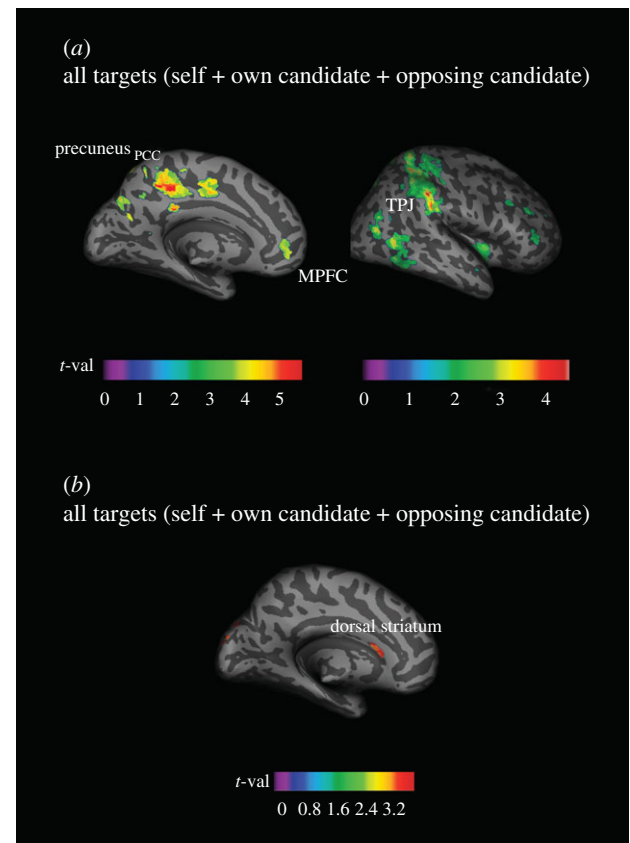 (a)
all targets (self + own candidate + opposing candidate)
precuneus PCC
TPJ
MPFC
t-val
0 1 2 3 4 5
0 1 2 3 4
(b)
all targets (self + own candidate + opposing candidate)
dorsal striatum
t-val
0 0.8 1.6 2.4 3.2